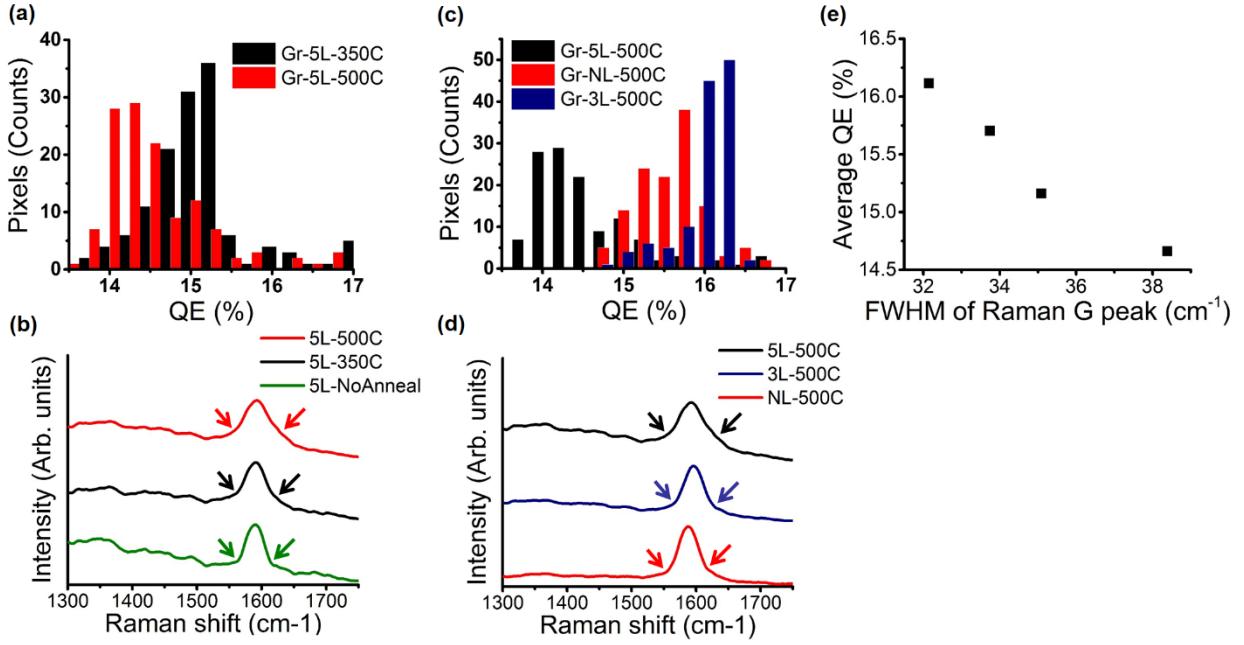 (a)
Gr-5L-350C
Gr-5L-500C
Pixels (Counts)
40
30
20
10
0
14 15 16 17
QE (%)
(c)
Gr-5L-500C
Gr-NL-500C
Gr-3L-500C
Pixels (Counts)
50
40
30
20
10
0
14 15 16 17
QE (%)
(e)
Average QE (%)
16.5
16.0
15.5
15.0
14.5
32 34 36 38
FWHM of Raman G peak (cm-1)
(b)
5L-500C
5L-350C
5L-NoAnneal
Intensity (Arb. units)
1300 1400 1500 1600 1700
Raman shift (cm-1)
(d)
5L-500C
3L-500C
NL-500C
Intensity (Arb. units)
1300 1400 1500 1600 1700
Raman shift (cm-1)